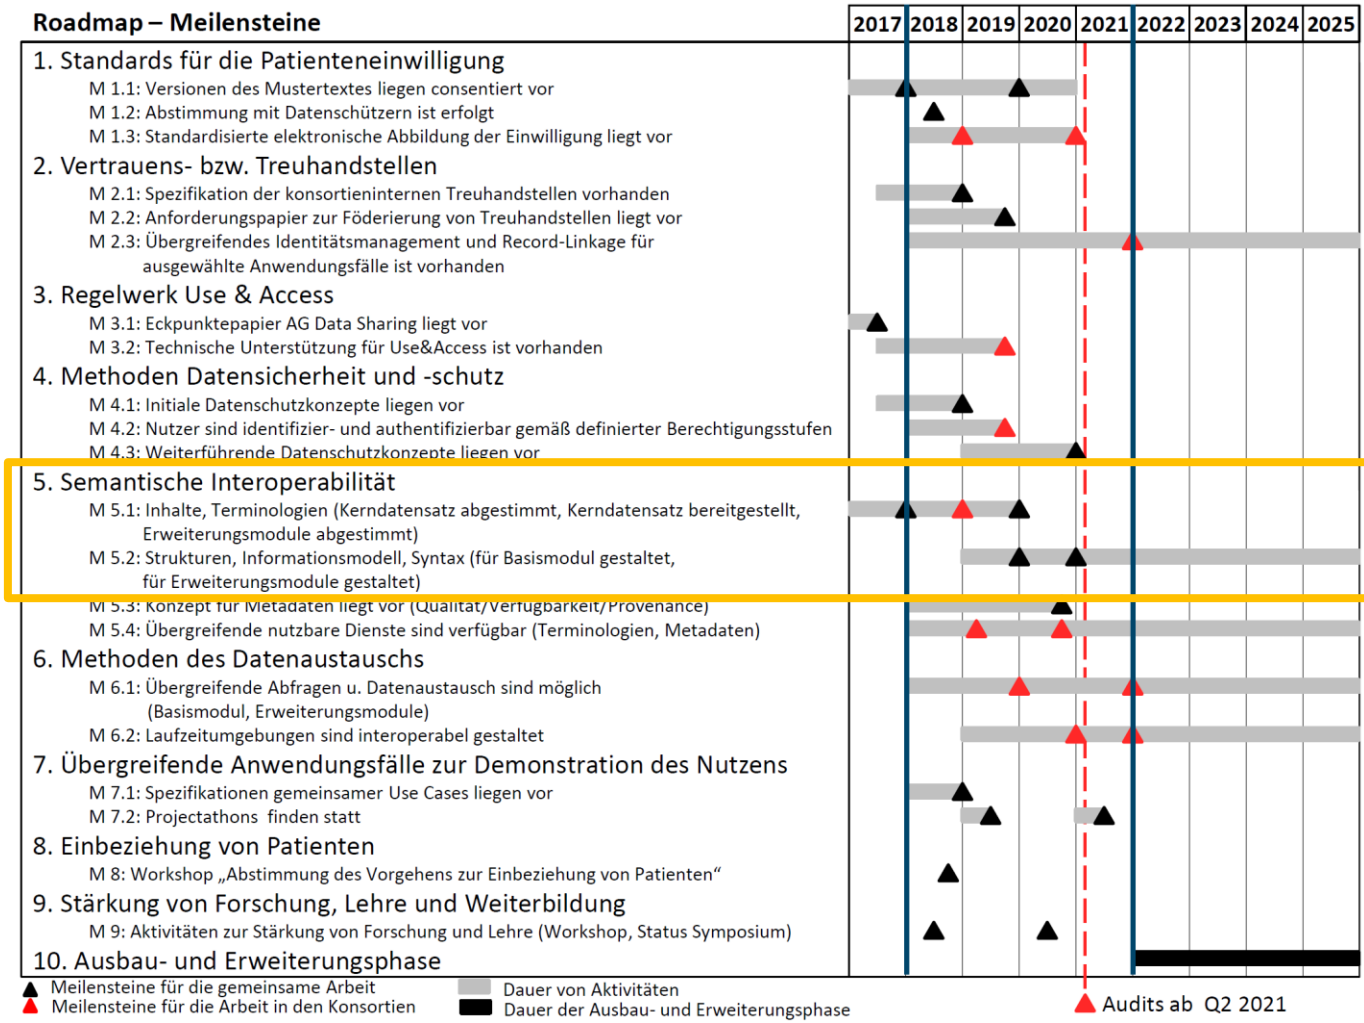 Roadmap – Meilensteine
2017 2018 2019 2020 2021 2022 2023 2024 2025
1. Standards für die Patienteneinwilligung
M 1.1: Versionen des Mustertextes liegen consentiert vor
M 1.2: Abstimmung mit Datenschützern ist erfolgt
M 1.3: Standardisierte elektronische Abbildung der Einwilligung liegt vor
2. Vertrauens- bzw. Treuhandstellen
M 2.1: Spezifikation der konsortieninternen Treuhandstellen vorhanden
M 2.2: Anforderungspapier zur Föderierung von Treuhandstellen liegt vor
M 2.3: Übergreifendes Identitätsmanagement und Record-Linkage für
ausgewählte Anwendungsfälle ist vorhanden
3. Regelwerk Use & Access
M 3.1: Eckpunktepapier AG Data Sharing liegt vor
M 3.2: Technische Unterstützung für Use&Access ist vorhanden
4. Methoden Datensicherheit und -schutz
M 4.1: Initiale Datenschutzkonzepte liegen vor
M 4.2: Nutzer sind identifizier- und authentifizierbar gemäß definierter Berechtigungsstufen
M 4.3: Weiterführende Datenschutzkonzepte liegen vor
5. Semantische Interoperabilität
M 5.1: Inhalte, Terminologien (Kerndatensatz abgestimmt, Kerndatensatz bereitgestellt,
Erweiterungsmodule abgestimmt)
M 5.2: Strukturen, Informationsmodell, Syntax (für Basismodul gestaltet,
für Erweiterungsmodule gestaltet)
M 5.3: Konzept für Metadaten liegt vor (Qualität/Verfügbarkeit/Provenance)
M 5.4: Übergreifende nutzbare Dienste sind verfügbar (Terminologien, Metadaten)
6. Methoden des Datenaustauschs
M 6.1: Übergreifende Abfragen u. Datenaustausch sind möglich
(Basismodul, Erweiterungsmodule)
M 6.2: Laufzeitumgebungen sind interoperabel gestaltet
7. Übergreifende Anwendungsfälle zur Demonstration des Nutzens
M 7.1: Spezifikationen gemeinsamer Use Cases liegen vor
M 7.2: Projectathons finden statt
8. Einbeziehung von Patienten
M 8: Workshop „Abstimmung des Vorgehens zur Einbeziehung von Patienten“
9. Stärkung von Forschung, Lehre und Weiterbildung
M 9: Aktivitäten zur Stärkung von Forschung und Lehre (Workshop, Status Symposium)
10. Ausbau- und Erweiterungsphase
Meilensteine für die gemeinsame Arbeit
Meilensteine für die Arbeit in den Konsortien
Dauer von Aktivitäten
Dauer der Ausbau- und Erweiterungsphase
Audits ab Q2 2021